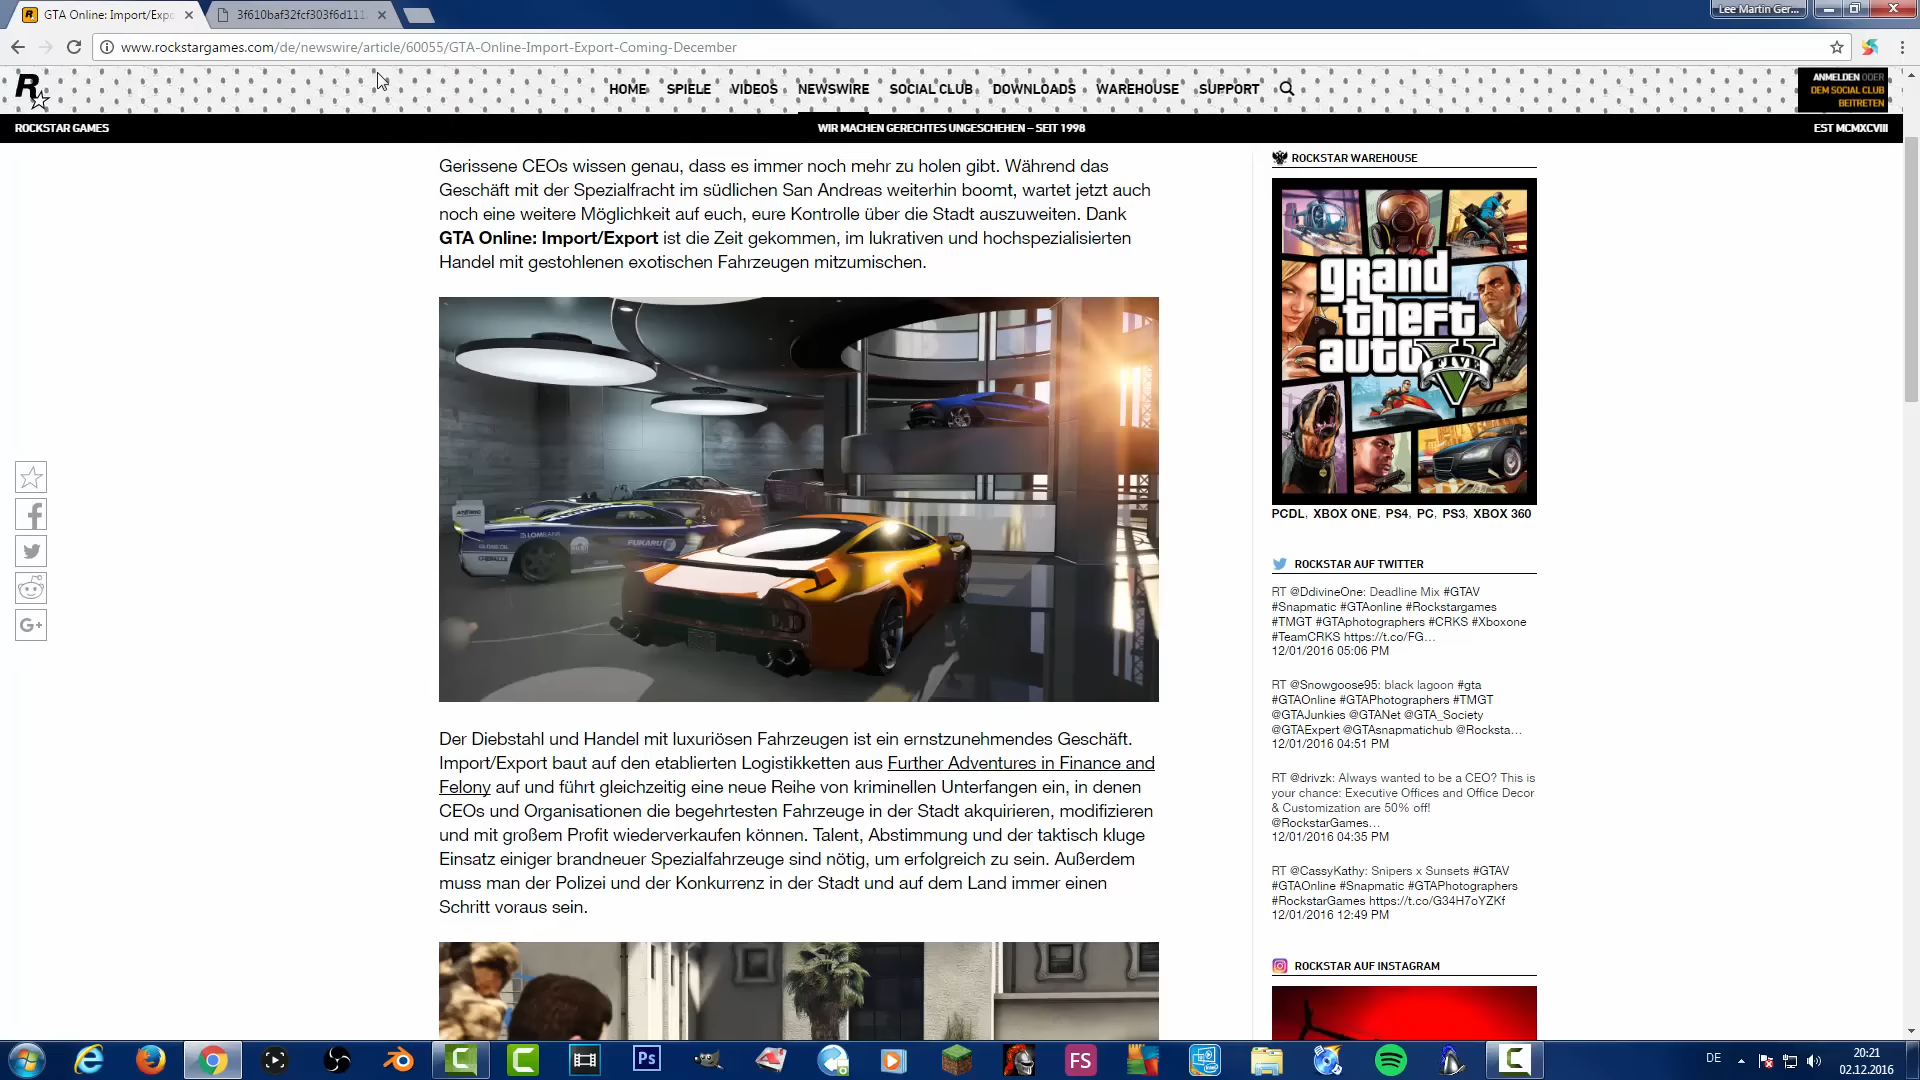 GTA Online: Import/Exp
3f610baf32fcf303f6d111
Lee Martin Ger...
www.rockstargames.com/de/newswire/article/60055/GTA-Online-Import-Export-Coming-December
HOME SPIELE VIDEOS NEWSWIRE SOCIAL CLUB DOWNLOADS WAREHOUSE SUPPORT
ANMELDEN ODER
DEM SOCIAL CLUB
BEITRETEN
ROCKSTAR GAMES
WIR MACHEN GERECHTES UNGESCHEHEN – SEIT 1998
EST MCMXCVIII
Gerissene CEOs wissen genau, dass es immer noch mehr zu holen gibt. Während das
Geschäft mit der Spezialfracht im südlichen San Andreas weiterhin boomt, wartet jetzt auch
noch eine weitere Möglichkeit auf euch, eure Kontrolle über die Stadt auszuweiten. Dank
GTA Online: Import/Export ist die Zeit gekommen, im lukrativen und hochspezialisierten
Handel mit gestohlenen exotischen Fahrzeugen mitzumischen.
LOMBANK
GLOBE OIL
FUKARU
Der Diebstahl und Handel mit luxuriösen Fahrzeugen ist ein ernstzunehmendes Geschäft.
Import/Export baut auf den etablierten Logistikketten aus Further Adventures in Finance and
Felony auf und führt gleichzeitig eine neue Reihe von kriminellen Unterfangen ein, in denen
CEOs und Organisationen die begehrtesten Fahrzeuge in der Stadt akquirieren, modifizieren
und mit großem Profit wiederverkaufen können. Talent, Abstimmung und der taktisch kluge
Einsatz einiger brandneuer Spezialfahrzeuge sind nötig, um erfolgreich zu sein. Außerdem
muss man der Polizei und der Konkurrenz in der Stadt und auf dem Land immer einen
Schritt voraus sein.
ROCKSTAR WAREHOUSE
grand
theft
auto
V
FIVE
PCDL, XBOX ONE, PS4, PC, PS3, XBOX 360
ROCKSTAR AUF TWITTER
RT @DdivineOne: Deadline Mix #GTAV
#Snapmatic #GTAonline #Rockstargames
#TMGT #GTAphotographers #CRKS #Xboxone
#TeamCRKS https://t.co/FG…
12/01/2016 05:06 PM
RT @Snowgoose95: black lagoon #gta
#GTAOnline #GTAPhotographers #TMGT
@GTAJunkies @GTANet @GTA_Society
@GTAExpert @GTAsnapmatichub @Rocksta…
12/01/2016 04:51 PM
RT @drivzk: Always wanted to be a CEO? This is
your chance: Executive Offices and Office Decor
& Customization are 50% off!
@RockstarGames…
12/01/2016 04:35 PM
RT @CassyKathy: Snipers x Sunsets #GTAV
#GTAOnline #Snapmatic #GTAPhotographers
#RockstarGames https://t.co/G34H7oYZKf
12/01/2016 12:49 PM
ROCKSTAR AUF INSTAGRAM
Ps
FS
DE
20:21
02.12.2016